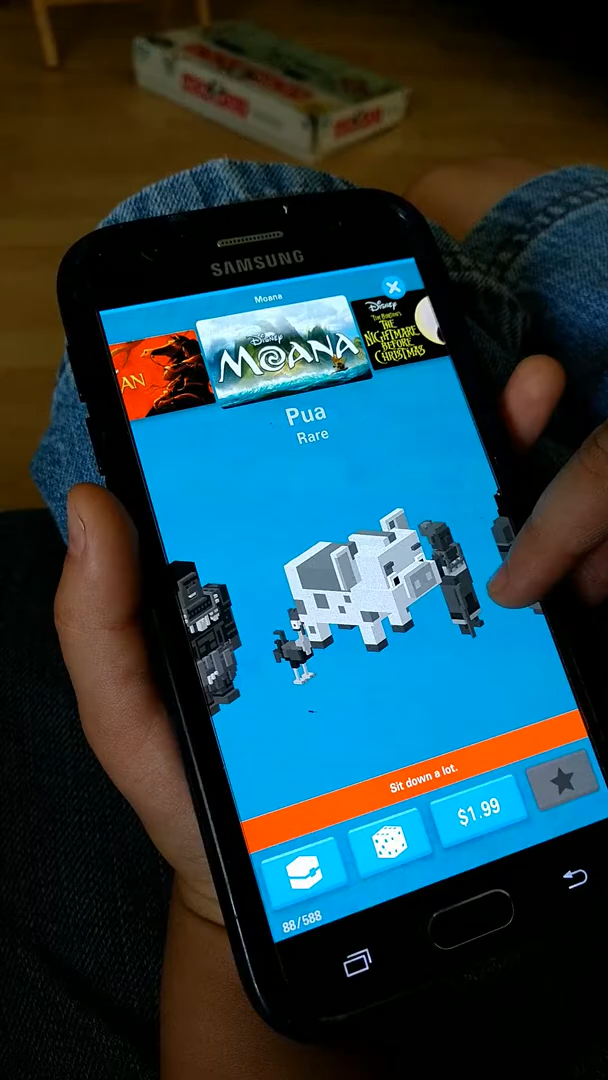 SAMSUNG
Moana
AN
Disney
MOANA
Disney
TIM BURTON'S
THE
NIGHTMARE
BEFORE
CHRISTMAS
Pua
Rare
Sit down a lot.
$1.99
88/588